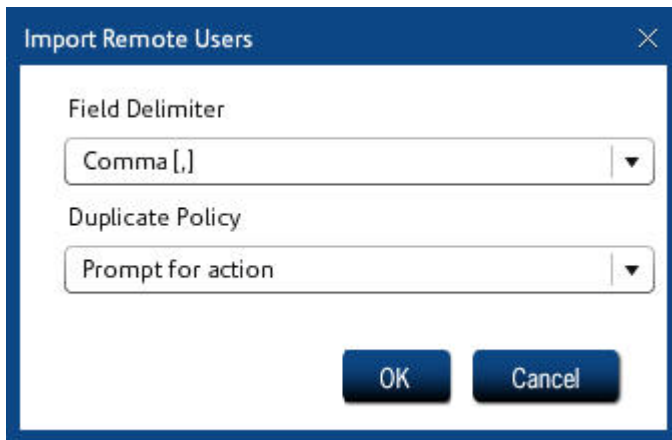 Import Remote Users
Field Delimiter
Comma [,]
Duplicate Policy
Prompt for action
OK Cancel